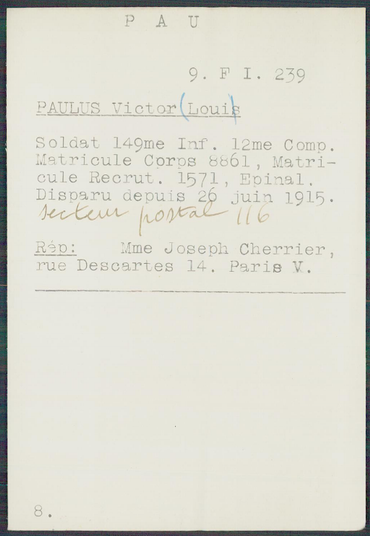 P A U
9. F I. 239
PAULUS Victor (Louis)
Soldat 149me Inf. 12me Comp.
Matricule Corps 8861, Matri-
cule Recrut. 1571, Epinal.
Disparu depuis 26 juin 1915.
secteur postal 116
Rép: Mme Joseph Cherrier,
rue Descartes 14. Paris V.
8.